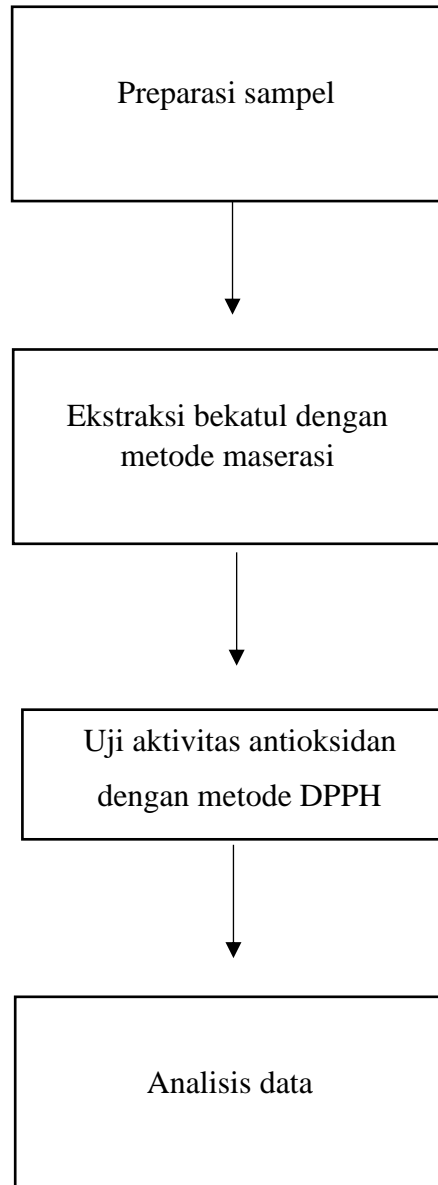 Preparasi sampel
Ekstraksi bekatul dengan
metode maserasi
Uji aktivitas antioksidan
dengan metode DPPH
Analisis data